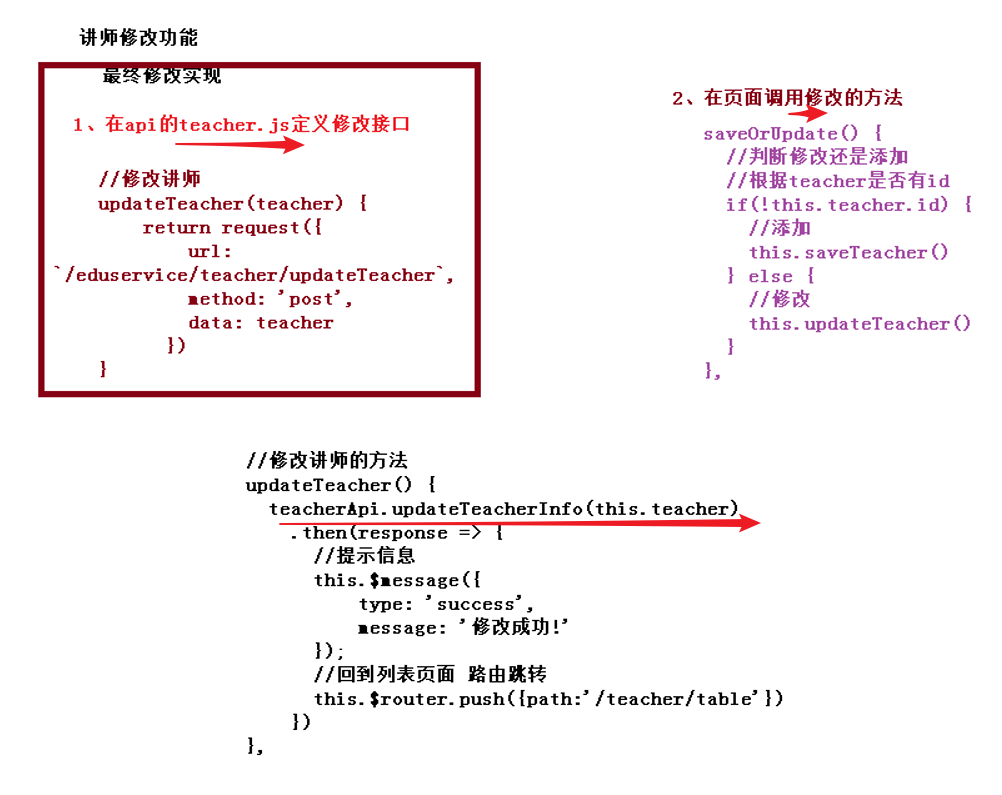 讲师修改功能
最终修改实现
1、在api的teacher.js定义修改接口
//修改讲师
updateTeacher(teacher) {
return request({
url:
`/eduservice/teacher/updateTeacher`,
method: 'post',
data: teacher
})
}
2、在页面调用修改的方法
saveOrUpdate() {
//判断修改还是添加
//根据teacher是否有id
if(!this.teacher.id) {
//添加
this.saveTeacher()
} else {
//修改
this.updateTeacher()
}
},
//修改讲师的方法
updateTeacher() {
teacherApi.updateTeacherInfo(this.teacher)
.then(response => {
//提示信息
this.$message({
type: 'success',
message: '修改成功!'
});
//回到列表页面 路由跳转
this.$router.push({path:'/teacher/table'})
})
},